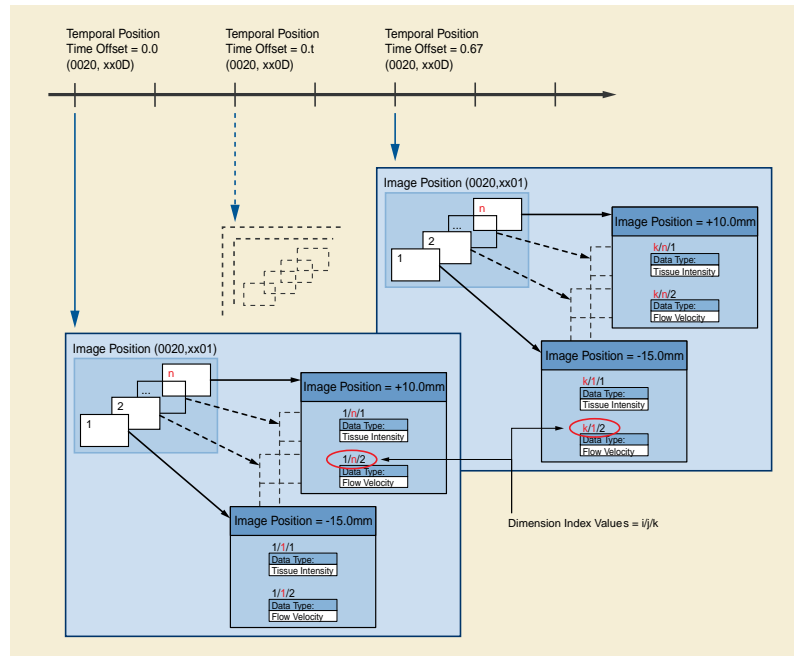 Temporal Position
Time Offset = 0.0
(0020, xx0D)
Temporal Position
Time Offset = 0.t
(0020, xx0D)
Temporal Position
Time Offset = 0.67
(0020, xx0D)
Image Position (0020,xx01)
n
...
2
1
Image Position = +10.0mm
k/n/1
Data Type:
Tissue Intensity
k/n/2
Data Type:
Flow Velocity
Image Position = -15.0mm
k/1/1
Data Type:
Tissue Intensity
k/1/2
Data Type:
Flow Velocity
Image Position (0020,xx01)
n
...
2
1
Image Position = +10.0mm
1/n/1
Data Type:
Tissue Intensity
1/n/2
Data Type:
Flow Velocity
Image Position = -15.0mm
1/1/1
Data Type:
Tissue Intensity
1/1/2
Data Type:
Flow Velocity
Dimension Index Values = i/j/k